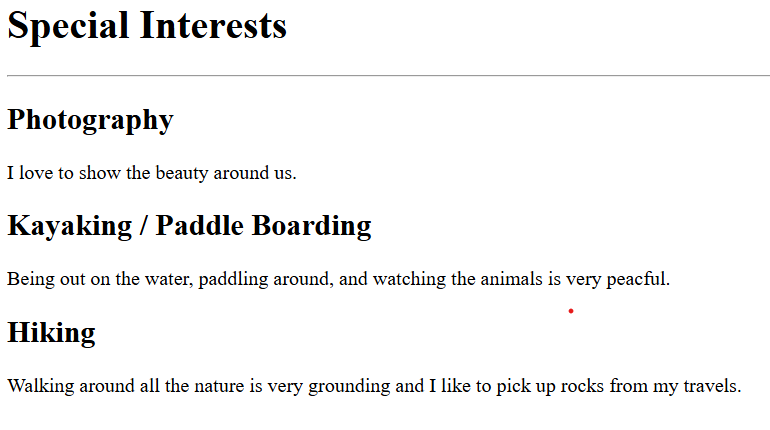 Special Interests
Photography
I love to show the beauty around us.
Kayaking / Paddle Boarding
Being out on the water, paddling around, and watching the animals is very peacful.
Hiking
Walking around all the nature is very grounding and I like to pick up rocks from my travels.